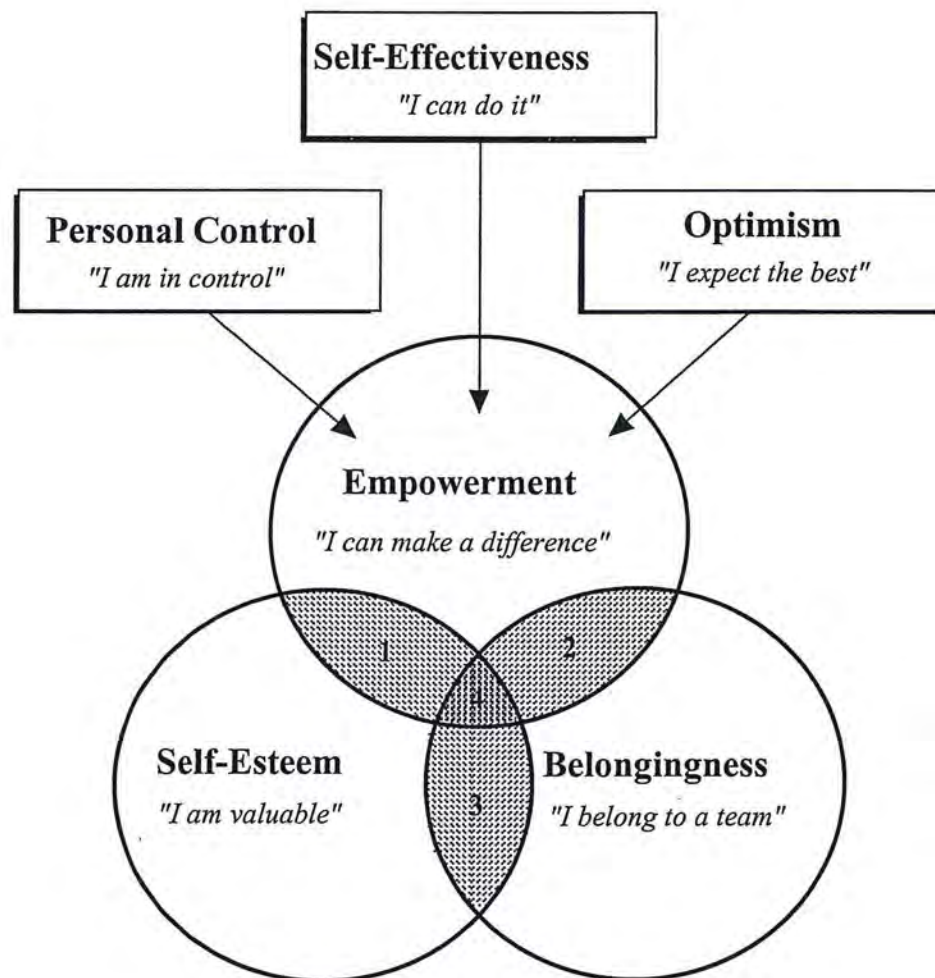 Self-Effectiveness
"I can do it"
Personal Control
"I am in control"
Optimism
"I expect the best"
Empowerment
"I can make a difference"
1
2
4
Self-Esteem
"I am valuable"
3
Belongingness
"I belong to a team"